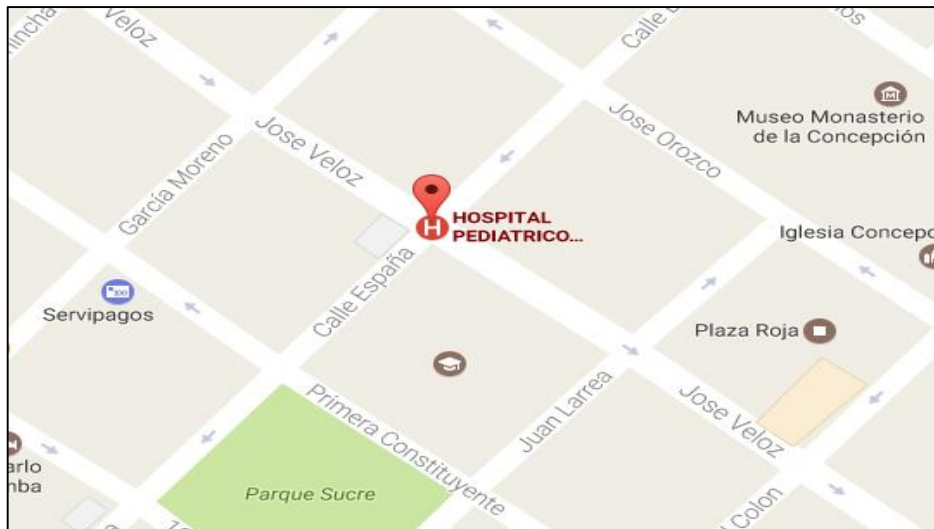 Veloz
Calle
Jose Veloz
Jose Orozco
Museo Monasterio
de la Concepción
García Moreno
HOSPITAL
PEDIATRICO...
Iglesia Concepc
Calle España
Servipagos
Plaza Roja
Juan Larrea
Primera Constituyente
Jose Veloz
Parque Sucre
Colon